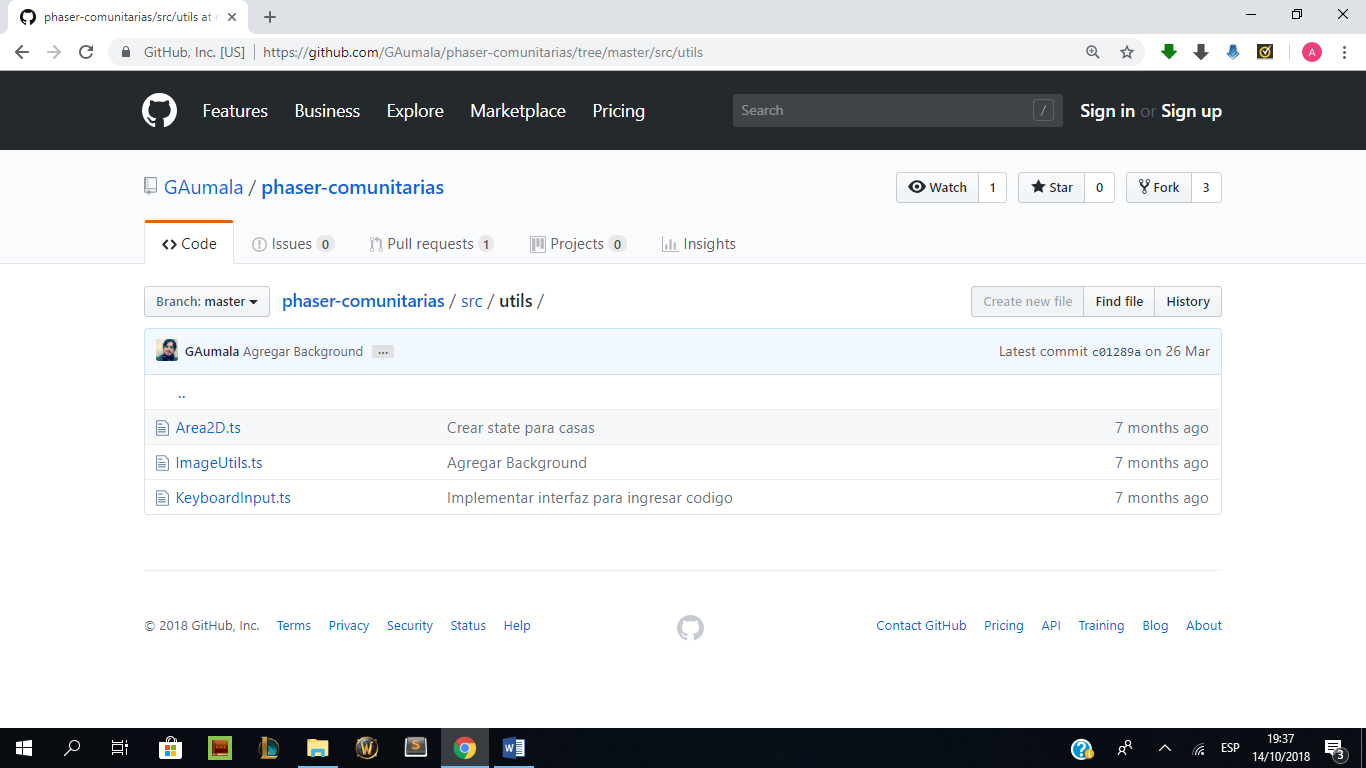 phaser-comunitarias/src/utils at
GitHub, Inc. [US] | https://github.com/GAumala/phaser-comunitarias/tree/master/src/utils
A
Features Business Explore Marketplace Pricing Search / Sign in or Sign up
GAumala / phaser-comunitarias Watch 1 Star 0 Fork 3
Code Issues 0 Pull requests 1 Projects 0 Insights
Branch: master phaser-comunitarias / src / utils / Create new file Find file History
GAumala Agregar Background ... Latest commit c01289a on 26 Mar
..
Area2D.ts Crear state para casas 7 months ago
ImageUtils.ts Agregar Background 7 months ago
KeyboardInput.ts Implementar interfaz para ingresar codigo 7 months ago
© 2018 GitHub, Inc. Terms Privacy Security Status Help Contact GitHub Pricing API Training Blog About
ESP 19:37
14/10/2018 3